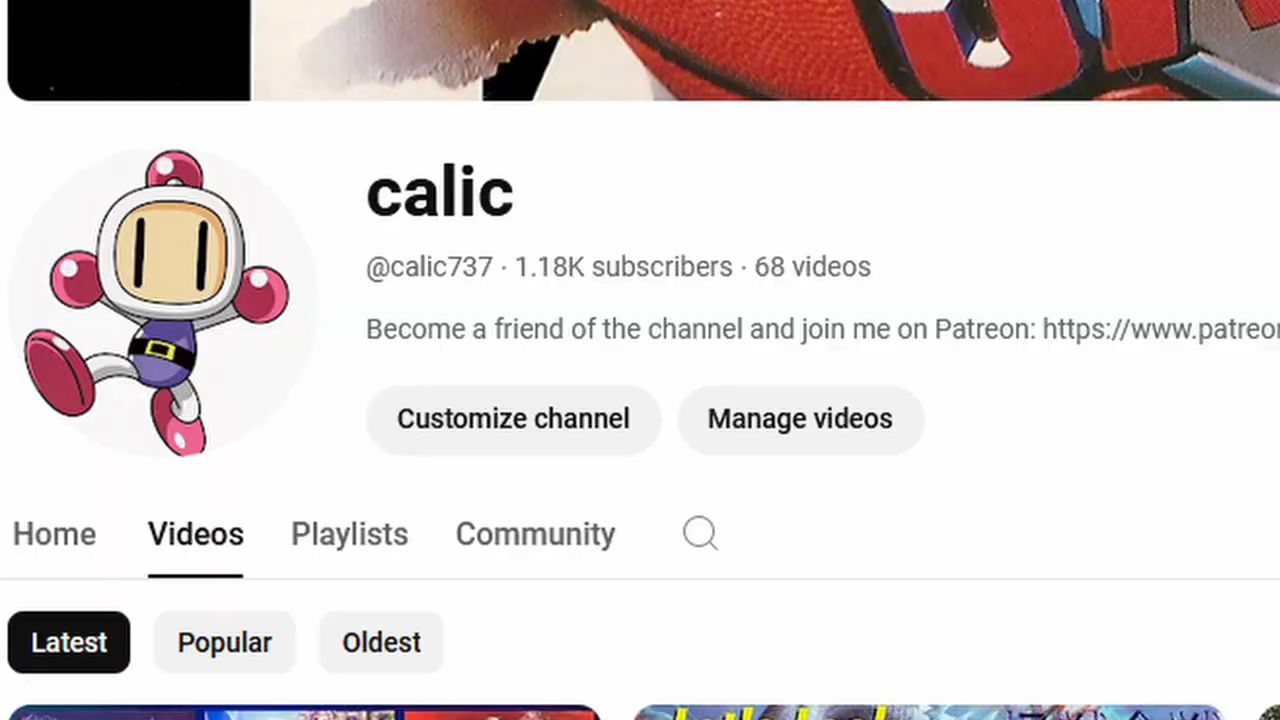 calic
@calic737 · 1.18K subscribers · 68 videos
Become a friend of the channel and join me on Patreon: https://www.patreon
Customize channel
Manage videos
Home
Videos
Playlists
Community
Latest
Popular
Oldest